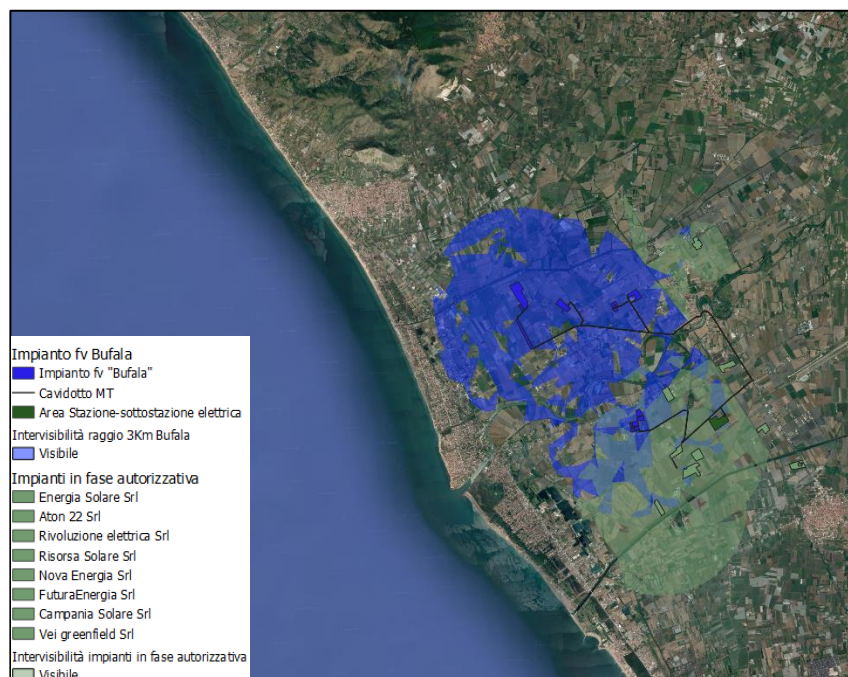 Impianto fv Bufala
Impianto fv "Bufala"
Cavidotto MT
Area Stazione-sottostazione elettrica
Intervisibilità raggio 3Km Bufala
Visibile
Impianti in fase autorizzativa
Energia Solare Srl
Aton 22 Srl
Rivoluzione elettrica Srl
Risorsa Solare Srl
Nova Energia Srl
FuturaEnergia Srl
Campania Solare Srl
Vei greenfield Srl
Intervisibilità impianti in fase autorizzativa
Visibile